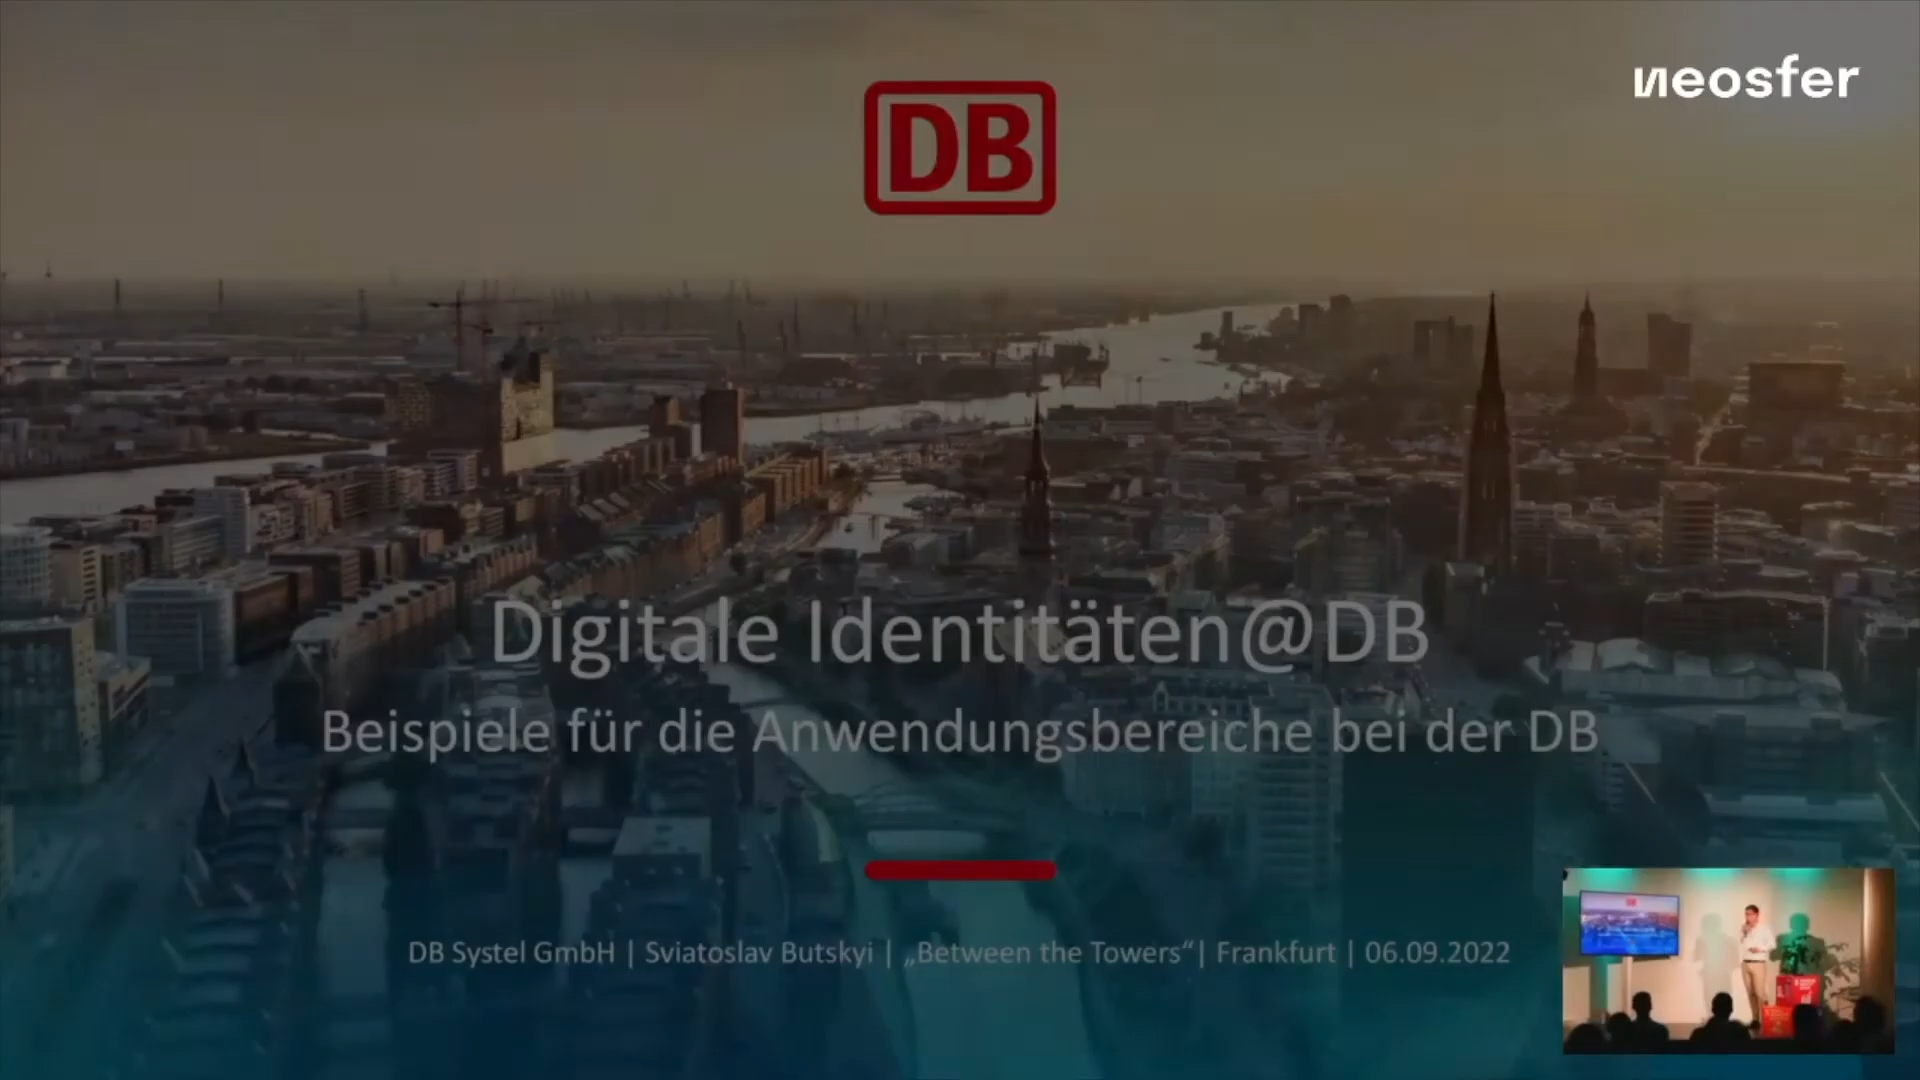 neosfer
DB
Digitale Identitäten@DB
Beispiele für die Anwendungsbereiche bei der DB
DB Systel GmbH | Sviatoslav Butskyi | „Between the Towers“| Frankfurt | 06.09.2022